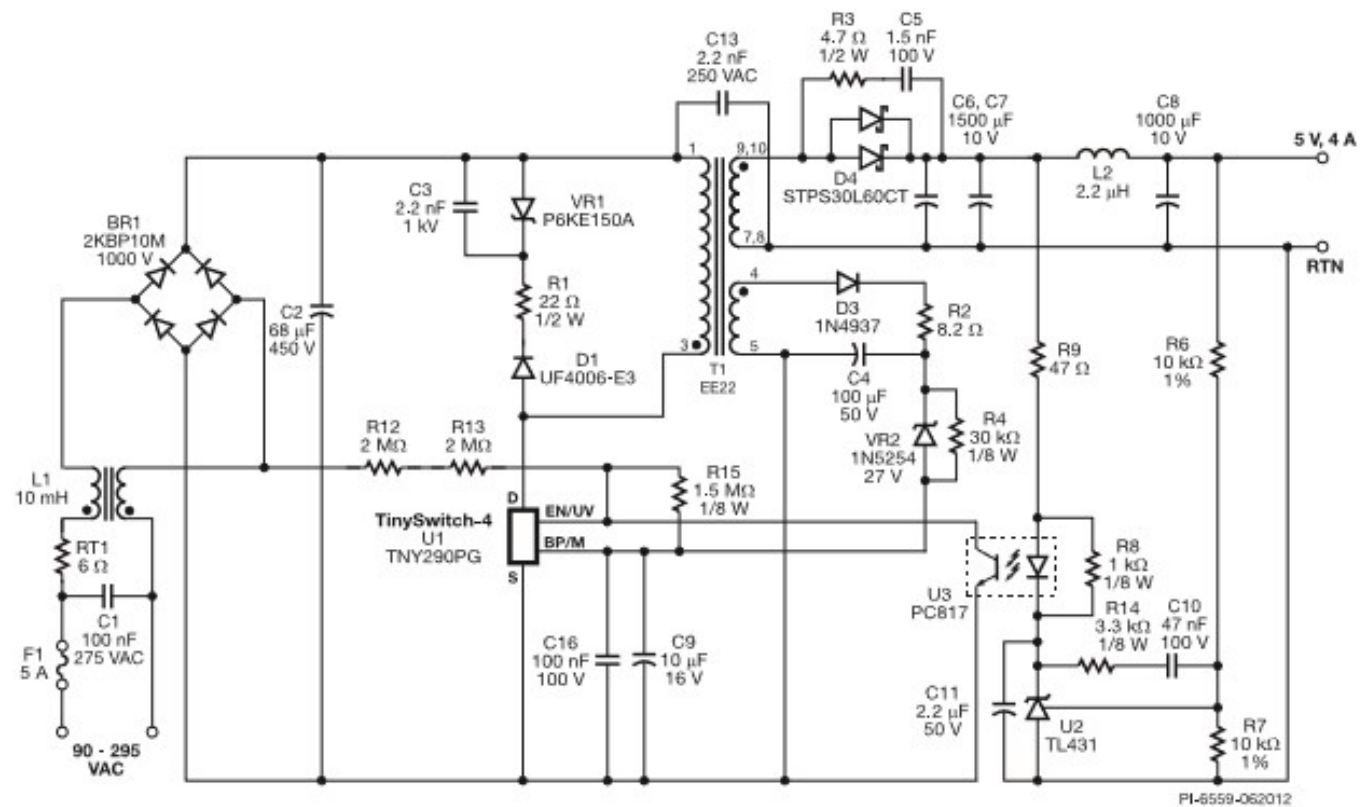 C13
2.2 nF
250 VAC
R3
4.7 Ω
1/2 W
C5
1.5 nF
100 V
C6, C7
1500 μF
10 V
C8
1000 μF
10 V
5 V, 4 A
L2
2.2 μH
RTN
1
3
9,10
7,8
4
5
T1
EE22
D4
STPS30L60CT
C3
2.2 nF
1 kV
VR1
P6KE150A
R1
22 Ω
1/2 W
D1
UF4006-E3
BR1
2KBP10M
1000 V
C2
68 μF
450 V
D3
1N4937
R2
8.2 Ω
C4
100 μF
50 V
VR2
1N5254
27 V
R4
30 kΩ
1/8 W
R9
47 Ω
R6
10 kΩ
1%
R12
2 MΩ
R13
2 MΩ
R15
1.5 MΩ
1/8 W
L1
10 mH
RT1
6 Ω
C1
100 nF
275 VAC
F1
5 A
90 - 295
VAC
TinySwitch-4
U1
TNY290PG
D
S
EN/UV
BP/M
C16
100 nF
100 V
C9
10 μF
16 V
U3
PC817
R8
1 kΩ
1/8 W
R14
3.3 kΩ
1/8 W
C10
47 nF
100 V
C11
2.2 μF
50 V
U2
TL431
R7
10 kΩ
1%
PI-6559-062012